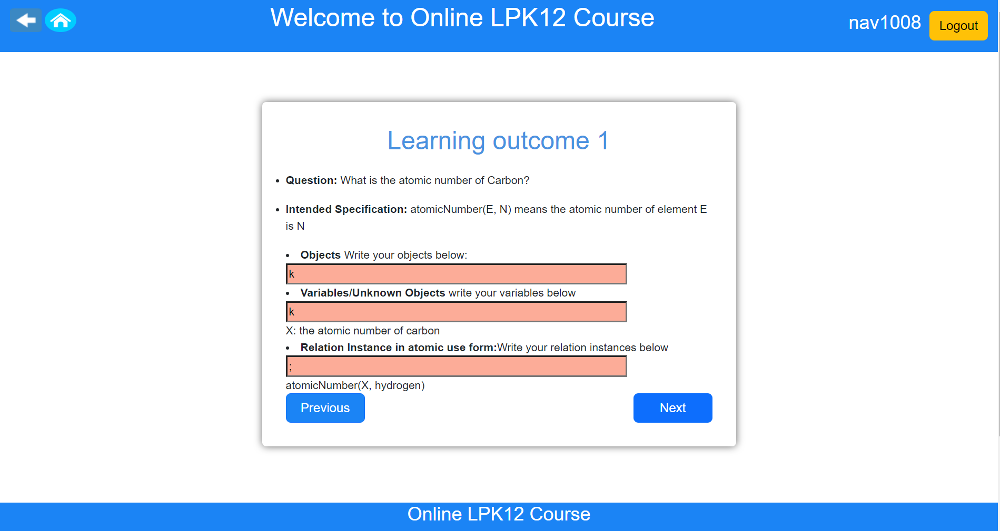 Welcome to Online LPK12 Course
nav1008
Logout
Learning outcome 1
• Question: What is the atomic number of Carbon?
• Intended Specification: atomicNumber(E, N) means the atomic number of element E
is N
• Objects Write your objects below:
k
• Variables/Unknown Objects write your variables below
k
X: the atomic number of carbon
• Relation Instance in atomic use form:Write your relation instances below
;
atomicNumber(X, hydrogen)
Previous
Next
Online LPK12 Course